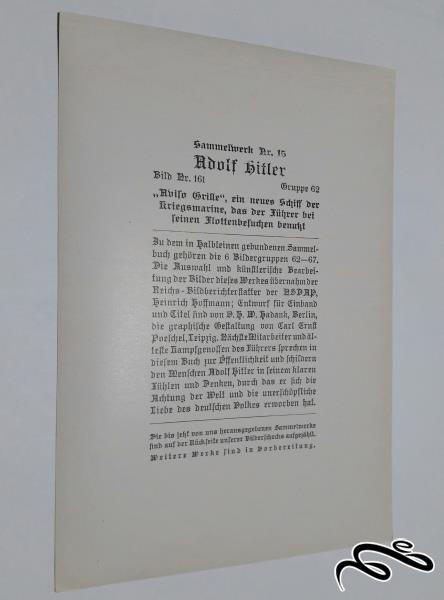 Sammelwerk Nr. 15
Adolf Hitler
Bild Nr. 161
Gruppe 62
„Aviso Grille“, ein neues Schiff der
Kriegsmarine, das der Führer bei
seinen Flottenbesuchen benutzt
Zu dem in Halbleinen gebundenen Sammel-
buch gehören die 6 Bildergruppen 62–67.
Die Auswahl und künstlerische Bearbei-
tung der Bilder dieses Werkes übernahm der
Reichs-Bildberichterstatter der NSDAP,
Heinrich Hoffmann; Entwurf für Einband
und Titel sind von O. H. W. Hadank, Berlin,
die graphische Gestaltung von Carl Ernst
Poeschel, Leipzig. Nächste Mitarbeiter und äl-
teste Kampfgenossen des Führers sprechen in
diesem Buch zur Öffentlichkeit und schildern
den Menschen Adolf Hitler in seinem klaren
Fühlen und Denken, durch das er sich die
Achtung der Welt und die unerschöpfliche
Liebe des deutschen Volkes erworben hat.
Die bis jetzt von uns herausgegebenen Sammelwerke
sind auf der Rückseite unserer Bilderschecks aufgezählt.
Weitere Werke sind in Vorbereitung.